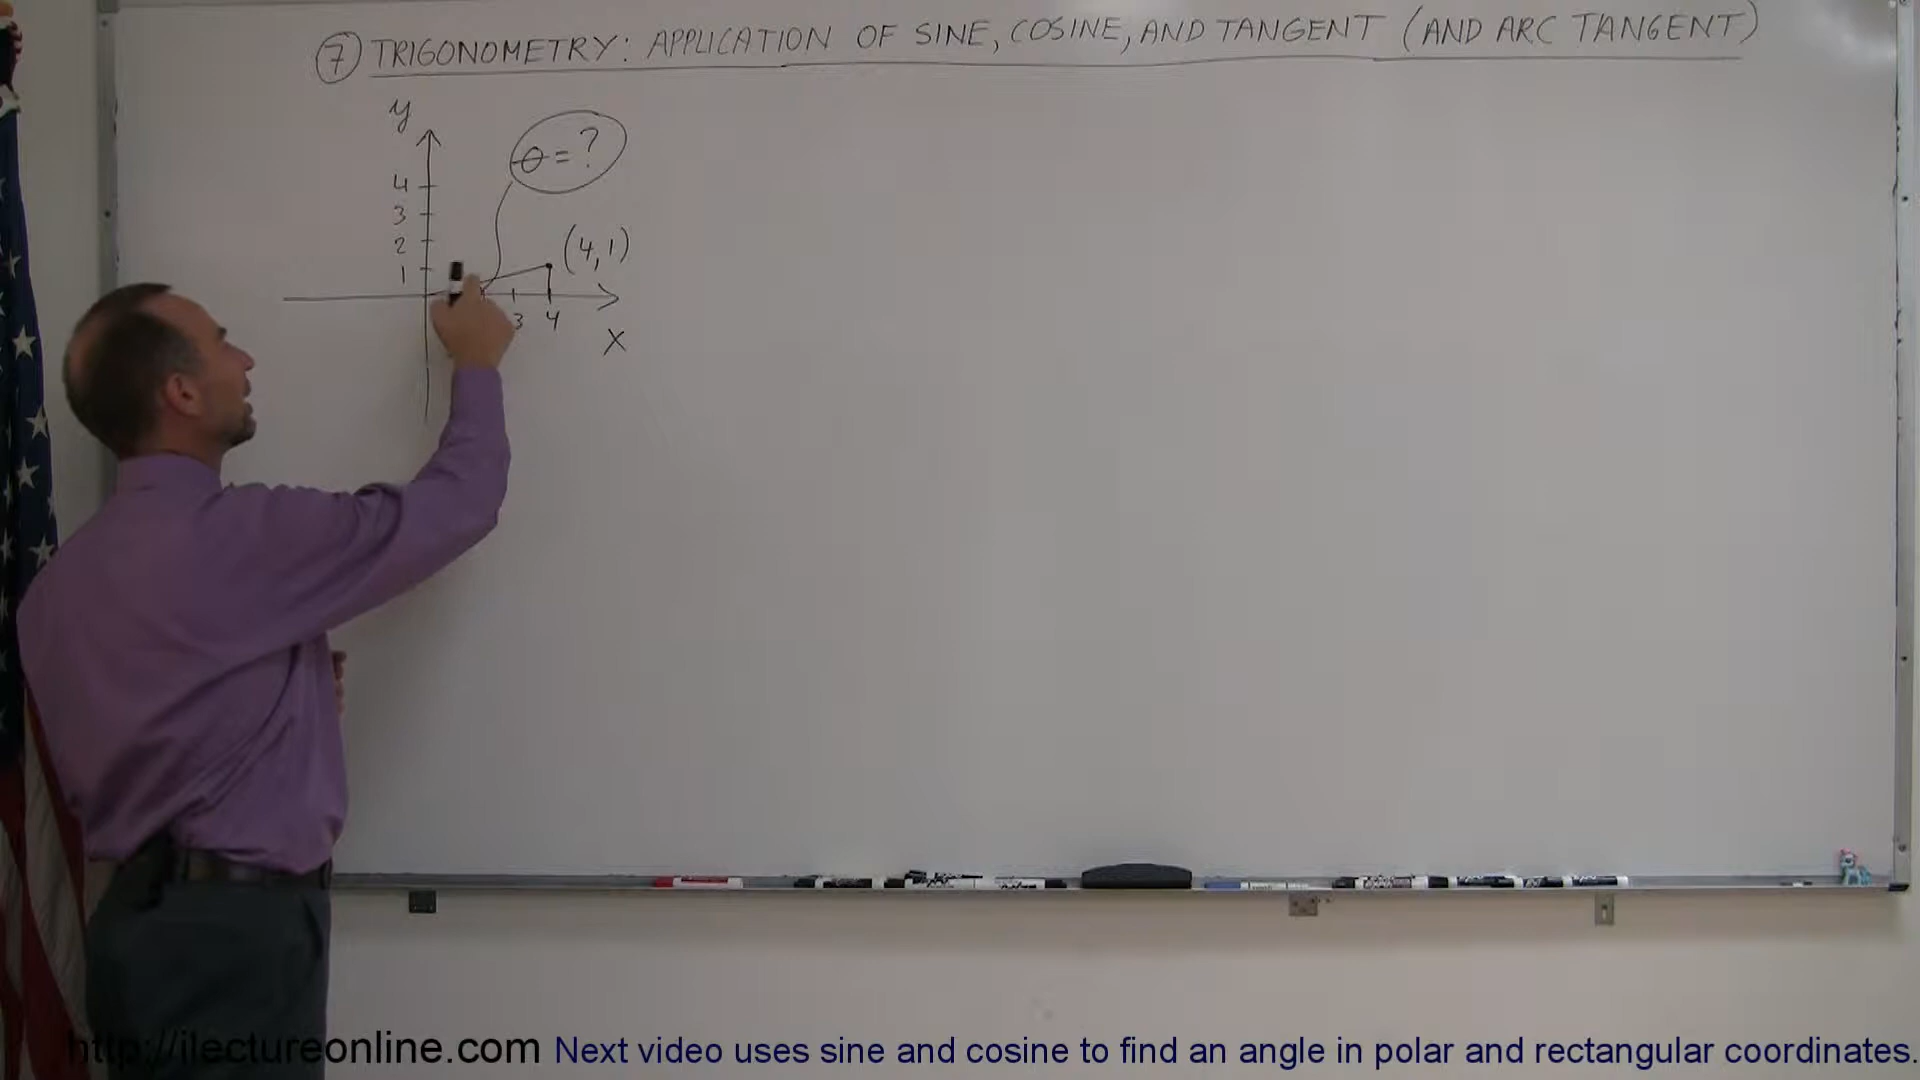 7 TRIGONOMETRY: APPLICATION OF SINE, COSINE, AND TANGENT (AND ARC TANGENT)
y
θ = ?
4
3
2
(4,1)
1
3 4
X
http://ilectureonline.com Next video uses sine and cosine to find an angle in polar and rectangular coordinates.